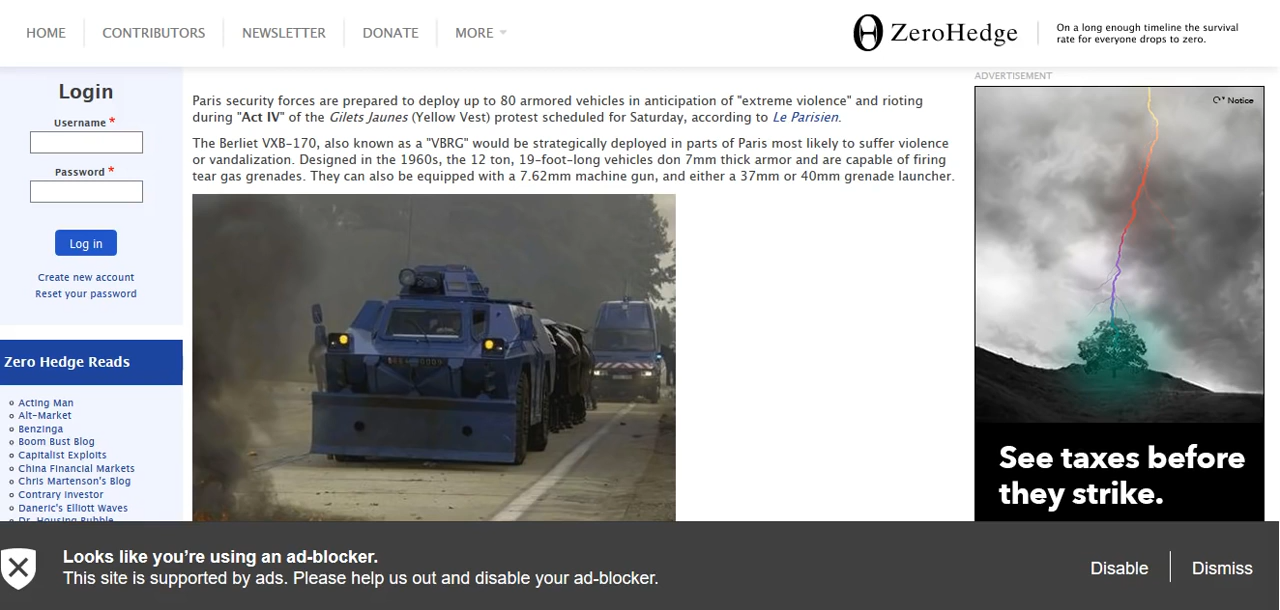 HOME
CONTRIBUTORS
NEWSLETTER
DONATE
MORE
ZeroHedge
On a long enough timeline the survival
rate for everyone drops to zero.
Login
Username *
Password *
Log in
Create new account
Reset your password
Zero Hedge Reads
Acting Man
Alt-Market
Benzinga
Boom Bust Blog
Capitalist Exploits
China Financial Markets
Chris Martenson's Blog
Contrary Investor
Daneric's Elliott Waves
Dr. Housing Bubble
Paris security forces are prepared to deploy up to 80 armored vehicles in anticipation of "extreme violence" and rioting
during "Act IV" of the Gilets Jaunes (Yellow Vest) protest scheduled for Saturday, according to Le Parisien.
The Berliet VXB-170, also known as a "VBRG" would be strategically deployed in parts of Paris most likely to suffer violence
or vandalization. Designed in the 1960s, the 12 ton, 19-foot-long vehicles don 7mm thick armor and are capable of firing
tear gas grenades. They can also be equipped with a 7.62mm machine gun, and either a 37mm or 40mm grenade launcher.
ADVERTISEMENT
Notice
See taxes before
they strike.
Looks like you're using an ad-blocker.
This site is supported by ads. Please help us out and disable your ad-blocker.
Disable
Dismiss